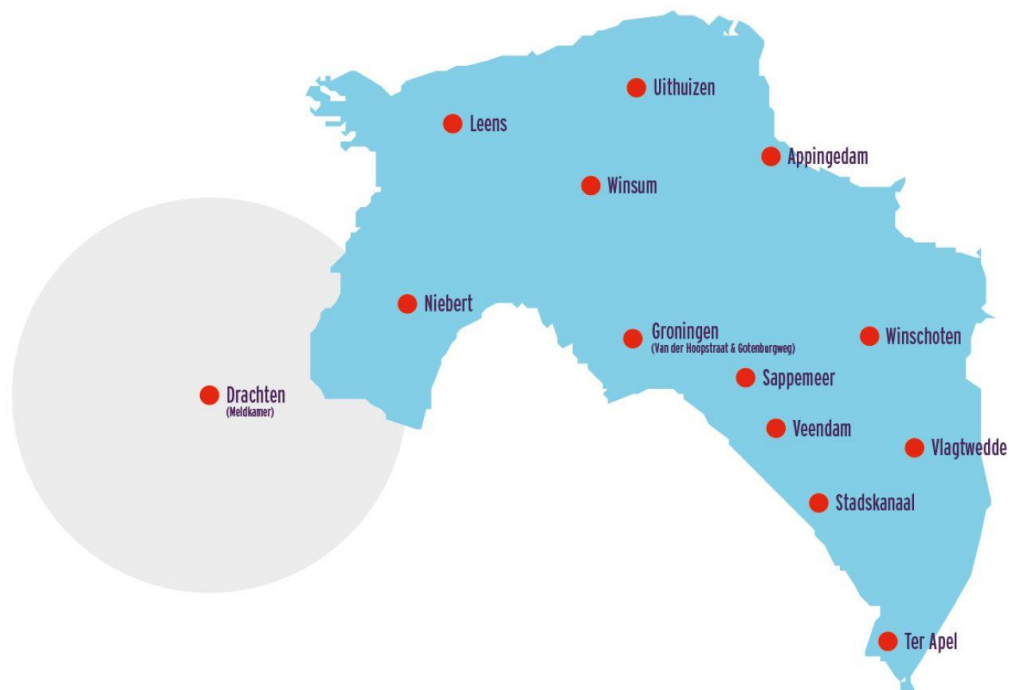 Uithuizen
Leens
Appingedam
Winsum
Niebert
Groningen
(Van der Hoopstraat & Gotenburgweg)
Winschoten
Sappemeer
Drachten
(Meldkamer)
Veendam
Vlagtwedde
Stadskanaal
Ter Apel